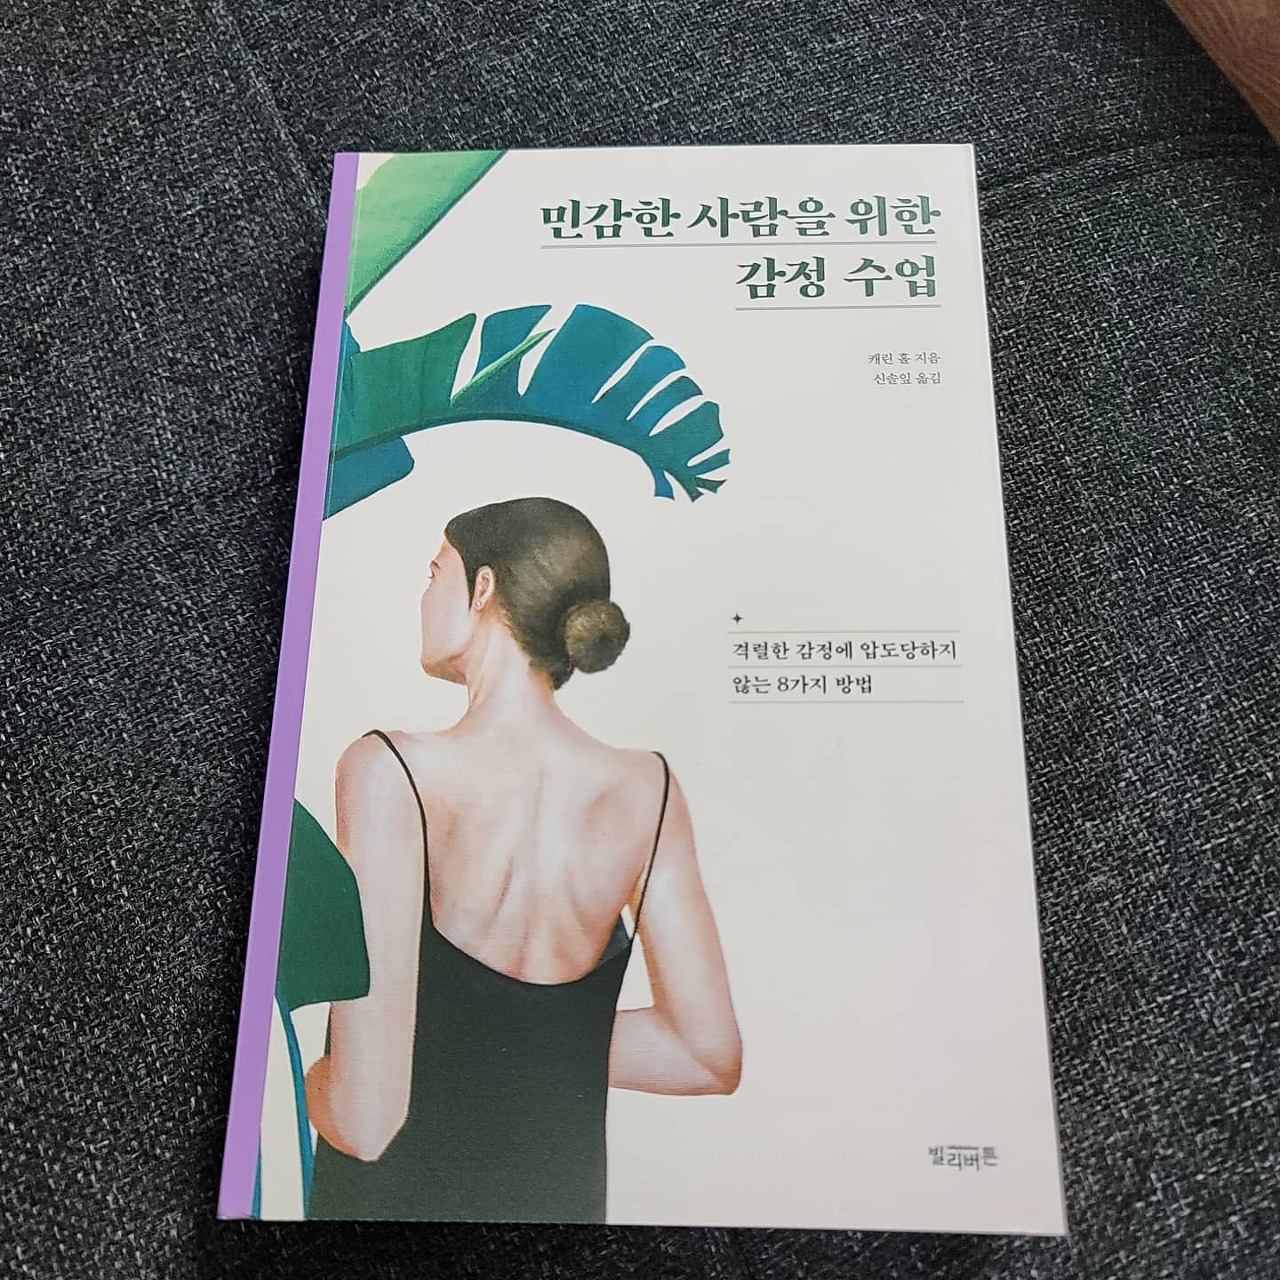 민감한 사람을 위한
감정 수업
캐린 홀 지음
신솔잎 옮김
격렬한 감정에 압도당하지
않는 8가지 방법
빌리버튼